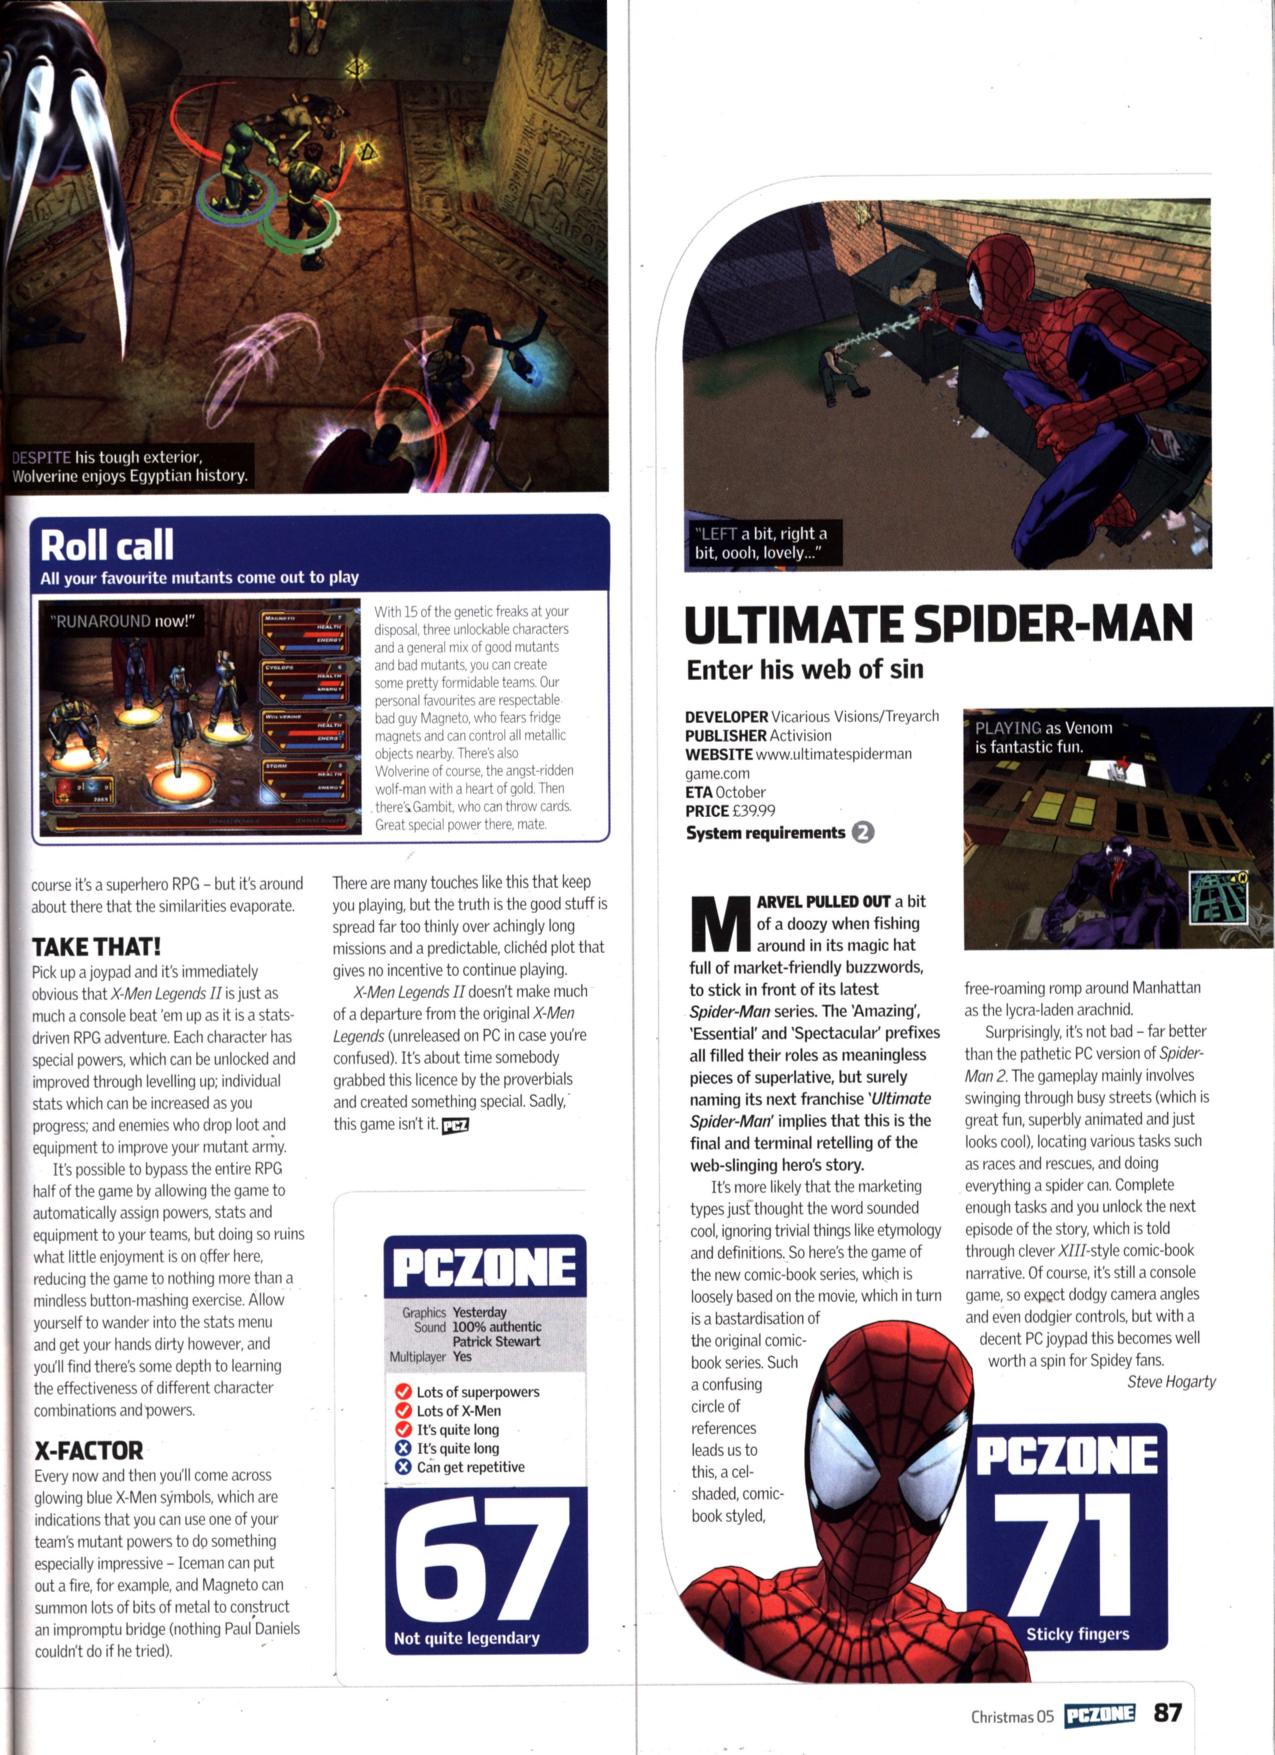 DESPITE his tough exterior,
Wolverine enjoys Egyptian history.
Roll call
All your favourite mutants come out to play
"RUNAROUND now!"
MAGNETO 7
HEALTH
ENERGY
CYCLOPS 6
HEALTH
ENERGY
WOLVERINE 7
HEALTH
ENERGY
STORM
HEALTH
ENERGY
With 15 of the genetic freaks at your
disposal, three unlockable characters
and a general mix of good mutants
and bad mutants, you can create
some pretty formidable teams. Our
personal favourites are respectable
bad guy Magneto, who fears fridge
magnets and can control all metallic
objects nearby. There's also
Wolverine of course, the angst-ridden
wolf-man with a heart of gold. Then
there's Gambit, who can throw cards.
Great special power there, mate.
course it's a superhero RPG – but it's around
about there that the similarities evaporate.
TAKE THAT!
Pick up a joypad and it's immediately
obvious that X-Men Legends II is just as
much a console beat 'em up as it is a stats-
driven RPG adventure. Each character has
special powers, which can be unlocked and
improved through levelling up; individual
stats which can be increased as you
progress; and enemies who drop loot and
equipment to improve your mutant army.
It's possible to bypass the entire RPG
half of the game by allowing the game to
automatically assign powers, stats and
equipment to your teams, but doing so ruins
what little enjoyment is on offer here,
reducing the game to nothing more than a
mindless button-mashing exercise. Allow
yourself to wander into the stats menu
and get your hands dirty however, and
you'll find there's some depth to learning
the effectiveness of different character
combinations and powers.
X-FACTOR
Every now and then you'll come across
glowing blue X-Men symbols, which are
indications that you can use one of your
team's mutant powers to do something
especially impressive – Iceman can put
out a fire, for example, and Magneto can
summon lots of bits of metal to construct
an impromptu bridge (nothing Paul Daniels
couldn't do if he tried).
There are many touches like this that keep
you playing, but the truth is the good stuff is
spread far too thinly over achingly long
missions and a predictable, clichéd plot that
gives no incentive to continue playing.
X-Men Legends II doesn't make much
of a departure from the original X-Men
Legends (unreleased on PC in case you're
confused). It's about time somebody
grabbed this licence by the proverbials
and created something special. Sadly,
this game isn't it. PCZ
PCZONE
Graphics Yesterday
Sound 100% authentic
Patrick Stewart
Multiplayer Yes
Lots of superpowers
Lots of X-Men
It's quite long
It's quite long
Can get repetitive
67
Not quite legendary
"LEFT a bit, right a
bit, oooh, lovely..."
ULTIMATE SPIDER-MAN
Enter his web of sin
DEVELOPER Vicarious Visions/Treyarch
PUBLISHER Activision
WEBSITE www.ultimatespiderman
game.com
ETA October
PRICE £39.99
System requirements 2
PLAYING as Venom
is fantastic fun.
MARVEL PULLED OUT a bit
of a doozy when fishing
around in its magic hat
full of market-friendly buzzwords,
to stick in front of its latest
Spider-Man series. The 'Amazing',
'Essential' and 'Spectacular' prefixes
all filled their roles as meaningless
pieces of superlative, but surely
naming its next franchise 'Ultimate
Spider-Man' implies that this is the
final and terminal retelling of the
web-slinging hero's story.
It's more likely that the marketing
types just thought the word sounded
cool, ignoring trivial things like etymology
and definitions. So here's the game of
the new comic-book series, which is
loosely based on the movie, which in turn
is a bastardisation of
the original comic-
book series. Such
a confusing
circle of
references
leads us to
this, a cel-
shaded, comic-
book styled,
free-roaming romp around Manhattan
as the lycra-laden arachnid.
Surprisingly, it's not bad – far better
than the pathetic PC version of Spider-
Man 2. The gameplay mainly involves
swinging through busy streets (which is
great fun, superbly animated and just
looks cool), locating various tasks such
as races and rescues, and doing
everything a spider can. Complete
enough tasks and you unlock the next
episode of the story, which is told
through clever XIII-style comic-book
narrative. Of course, it's still a console
game, so expect dodgy camera angles
and even dodgier controls, but with a
decent PC joypad this becomes well
worth a spin for Spidey fans.
Steve Hogarty
PCZONE
71
Sticky fingers
Christmas 05 PCZONE 87